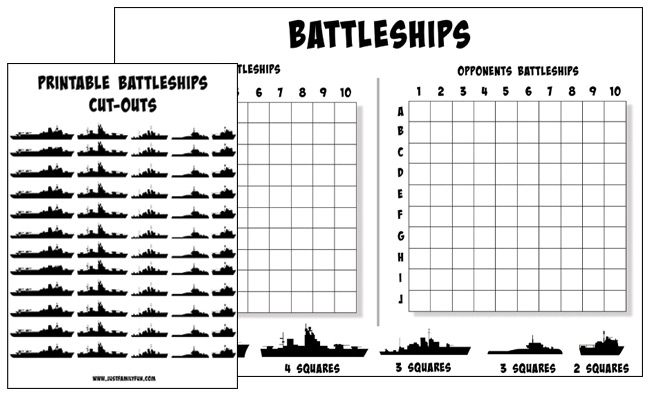 BATTLESHIPS
TLESHIPS
6 7 8 9 10
OPPONENTS BATTLESHIPS
1 2 3 4 5 6 7 8 9 10
A
B
C
D
E
F
G
H
I
J
4 SQUARES
3 SQUARES
3 SQUARES
2 SQUARES
PRINTABLE BATTLESHIPS
CUT-OUTS
WWW.JUSTFAMILYFUN.COM